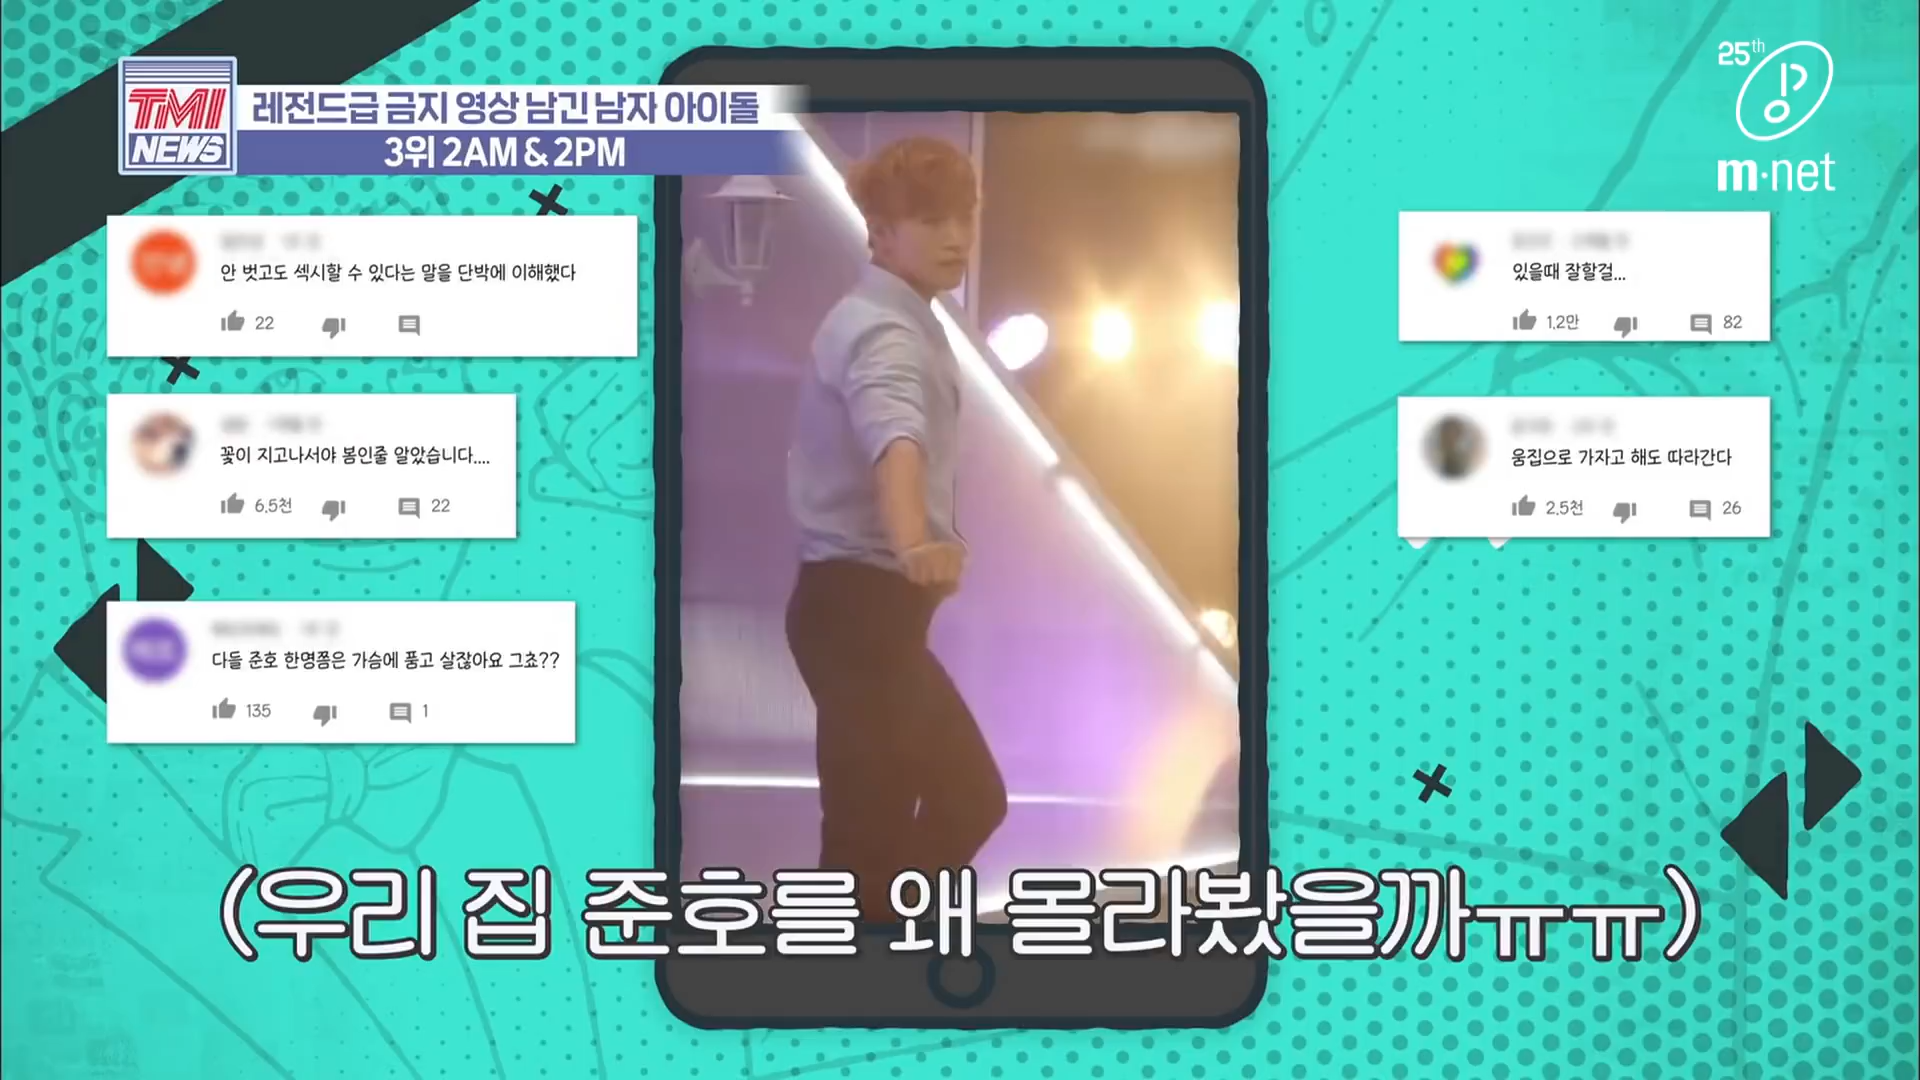 TMI
NEWS
레전드급 금지 영상 남긴 남자 아이돌
3위 2AM & 2PM
25th
m·net
안 벗고도 섹시할 수 있다는 말을 단박에 이해했다
22
꽃이 지고나서야 봄인줄 알았습니다....
6.5천 22
다들 준호 한명쯤은 가슴에 품고 살잖아요 그쵸??
135 1
있을때 잘할걸...
1.2만 82
움집으로 가자고 해도 따라간다
2.5천 26
(우리 집 준호를 왜 몰라봤을까ㅠㅠ)